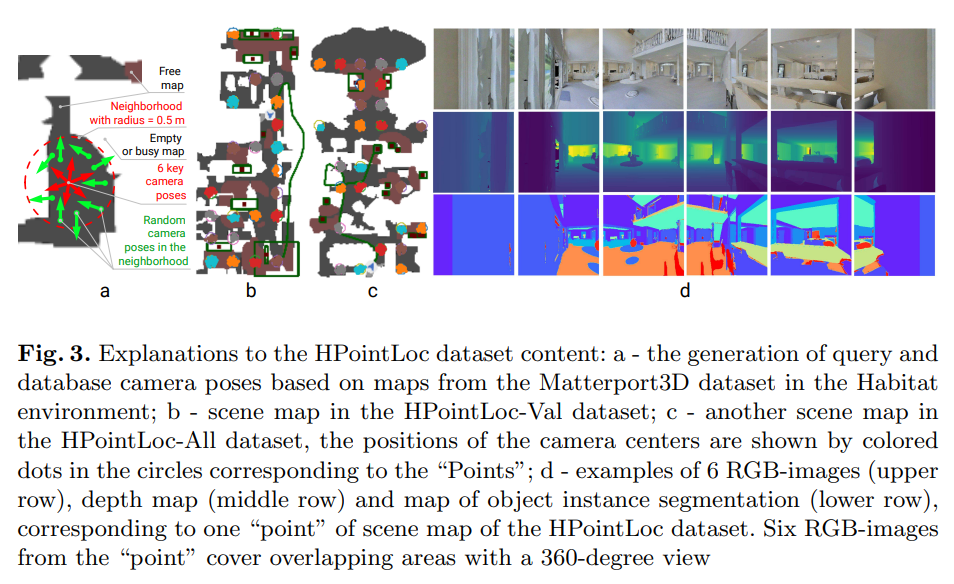 Free
map
Neighborhood
with radius = 0.5 m
Empty
or busy map
6 key
camera
poses
Random
camera
poses in the
neighborhood
a
b
c
d
Fig. 3. Explanations to the HPointLoc dataset content: a - the generation of query and
database camera poses based on maps from the Matterport3D dataset in the Habitat
environment; b - scene map in the HPointLoc-Val dataset; c - another scene map in
the HPointLoc-All dataset, the positions of the camera centers are shown by colored
dots in the circles corresponding to the “Points”; d - examples of 6 RGB-images (upper
row), depth map (middle row) and map of object instance segmentation (lower row),
corresponding to one “point” of scene map of the HPointLoc dataset. Six RGB-images
from the “point” cover overlapping areas with a 360-degree view